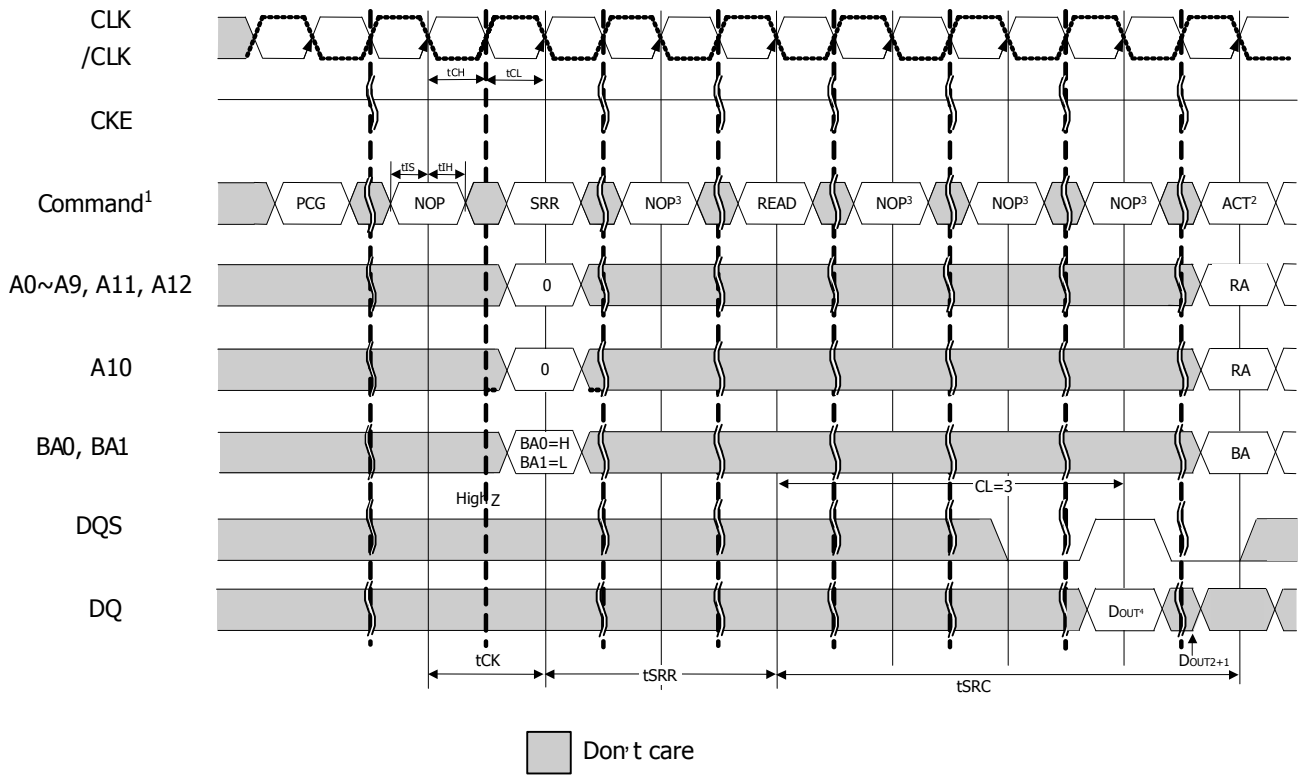 CLK
/CLK
tCH
tCL
CKE
tIS
tIH
Command¹
PCG
NOP
SRR
NOP³
READ
NOP³
NOP³
NOP³
ACT²
A0~A9, A11, A12
0
RA
A10
0
RA
BA0, BA1
BA0=H
BA1=L
BA
High Z
CL=3
DQS
DQ
DOUT⁴
DOUT2+1
tCK
tSRR
tSRC
Don't care